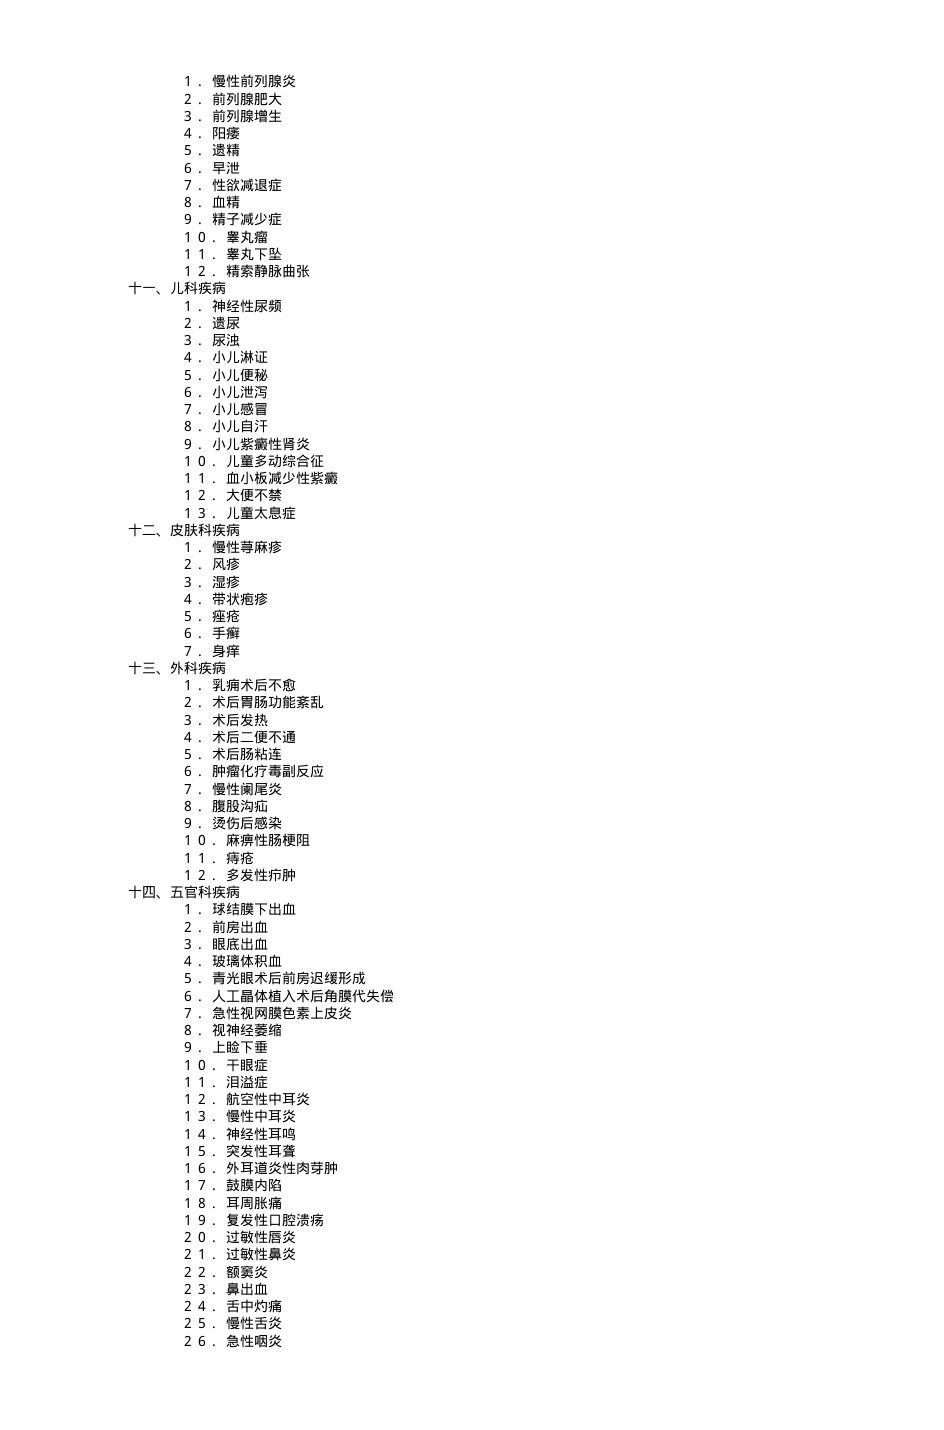 １．慢性前列腺炎
２．前列腺肥大
３．前列腺增生
４．阳痿
５．遗精
６．早泄
７．性欲减退症
８．血精
９．精子减少症
１０．睾丸瘤
１１．睾丸下坠
１２．精索静脉曲张
十一、儿科疾病
１．神经性尿频
２．遗尿
３．尿浊
４．小儿淋证
５．小儿便秘
６．小儿泄泻
７．小儿感冒
８．小儿自汗
９．小儿紫癜性肾炎
１０．儿童多动综合征
１１．血小板减少性紫癜
１２．大便不禁
１３．儿童太息症
十二、皮肤科疾病
１．慢性荨麻疹
２．风疹
３．湿疹
４．带状疱疹
５．痤疮
６．手癣
７．身痒
十三、外科疾病
１．乳痈术后不愈
２．术后胃肠功能紊乱
３．术后发热
４．术后二便不通
５．术后肠粘连
６．肿瘤化疗毒副反应
７．慢性阑尾炎
８．腹股沟疝
９．烫伤后感染
１０．麻痹性肠梗阻
１１．痔疮
１２．多发性疖肿
十四、五官科疾病
１．球结膜下出血
２．前房出血
３．眼底出血
４．玻璃体积血
５．青光眼术后前房迟缓形成
６．人工晶体植入术后角膜代失偿
７．急性视网膜色素上皮炎
８．视神经萎缩
９．上睑下垂
１０．干眼症
１１．泪溢症
１２．航空性中耳炎
１３．慢性中耳炎
１４．神经性耳鸣
１５．突发性耳聋
１６．外耳道炎性肉芽肿
１７．鼓膜内陷
１８．耳周胀痛
１９．复发性口腔溃疡
２０．过敏性唇炎
２１．过敏性鼻炎
２２．额窦炎
２３．鼻出血
２４．舌中灼痛
２５．慢性舌炎
２６．急性咽炎